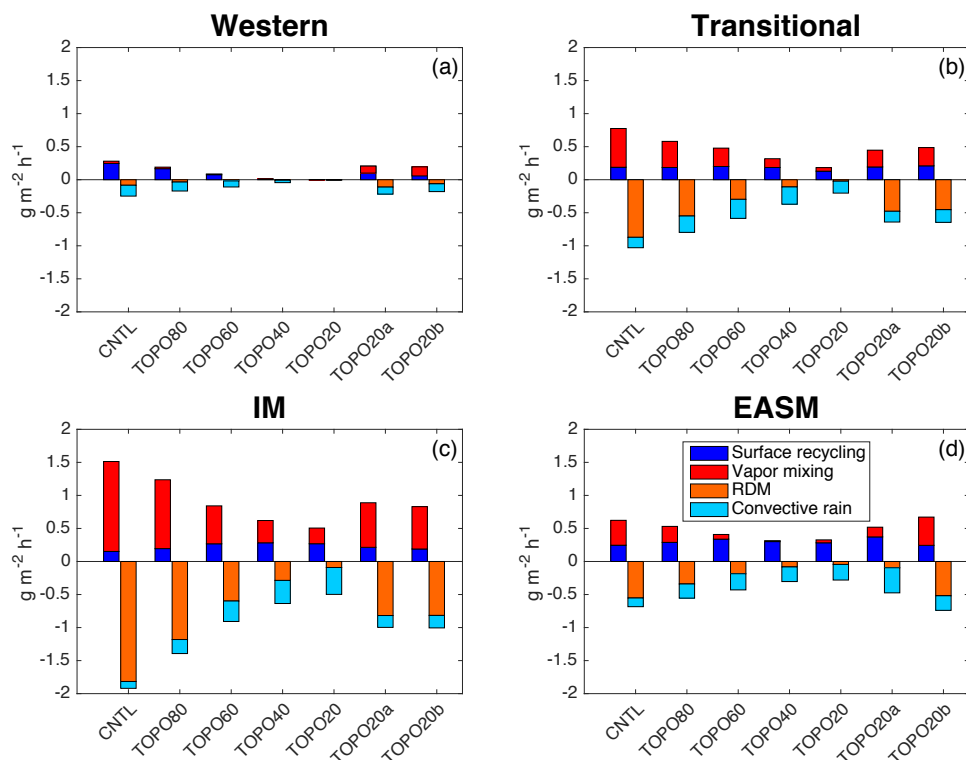 Western
(a)
g m-2 h-1
2
1.5
1
0.5
0
-0.5
-1
-1.5
-2
CNTL
TOPO80
TOPO60
TOPO40
TOPO20
TOPO20a
TOPO20b
Transitional
(b)
g m-2 h-1
2
1.5
1
0.5
0
-0.5
-1
-1.5
-2
CNTL
TOPO80
TOPO60
TOPO40
TOPO20
TOPO20a
TOPO20b
IM
(c)
g m-2 h-1
2
1.5
1
0.5
0
-0.5
-1
-1.5
-2
CNTL
TOPO80
TOPO60
TOPO40
TOPO20
TOPO20a
TOPO20b
EASM
(d)
g m-2 h-1
2
1.5
1
0.5
0
-0.5
-1
-1.5
-2
Surface recycling
Vapor mixing
RDM
Convective rain
CNTL
TOPO80
TOPO60
TOPO40
TOPO20
TOPO20a
TOPO20b